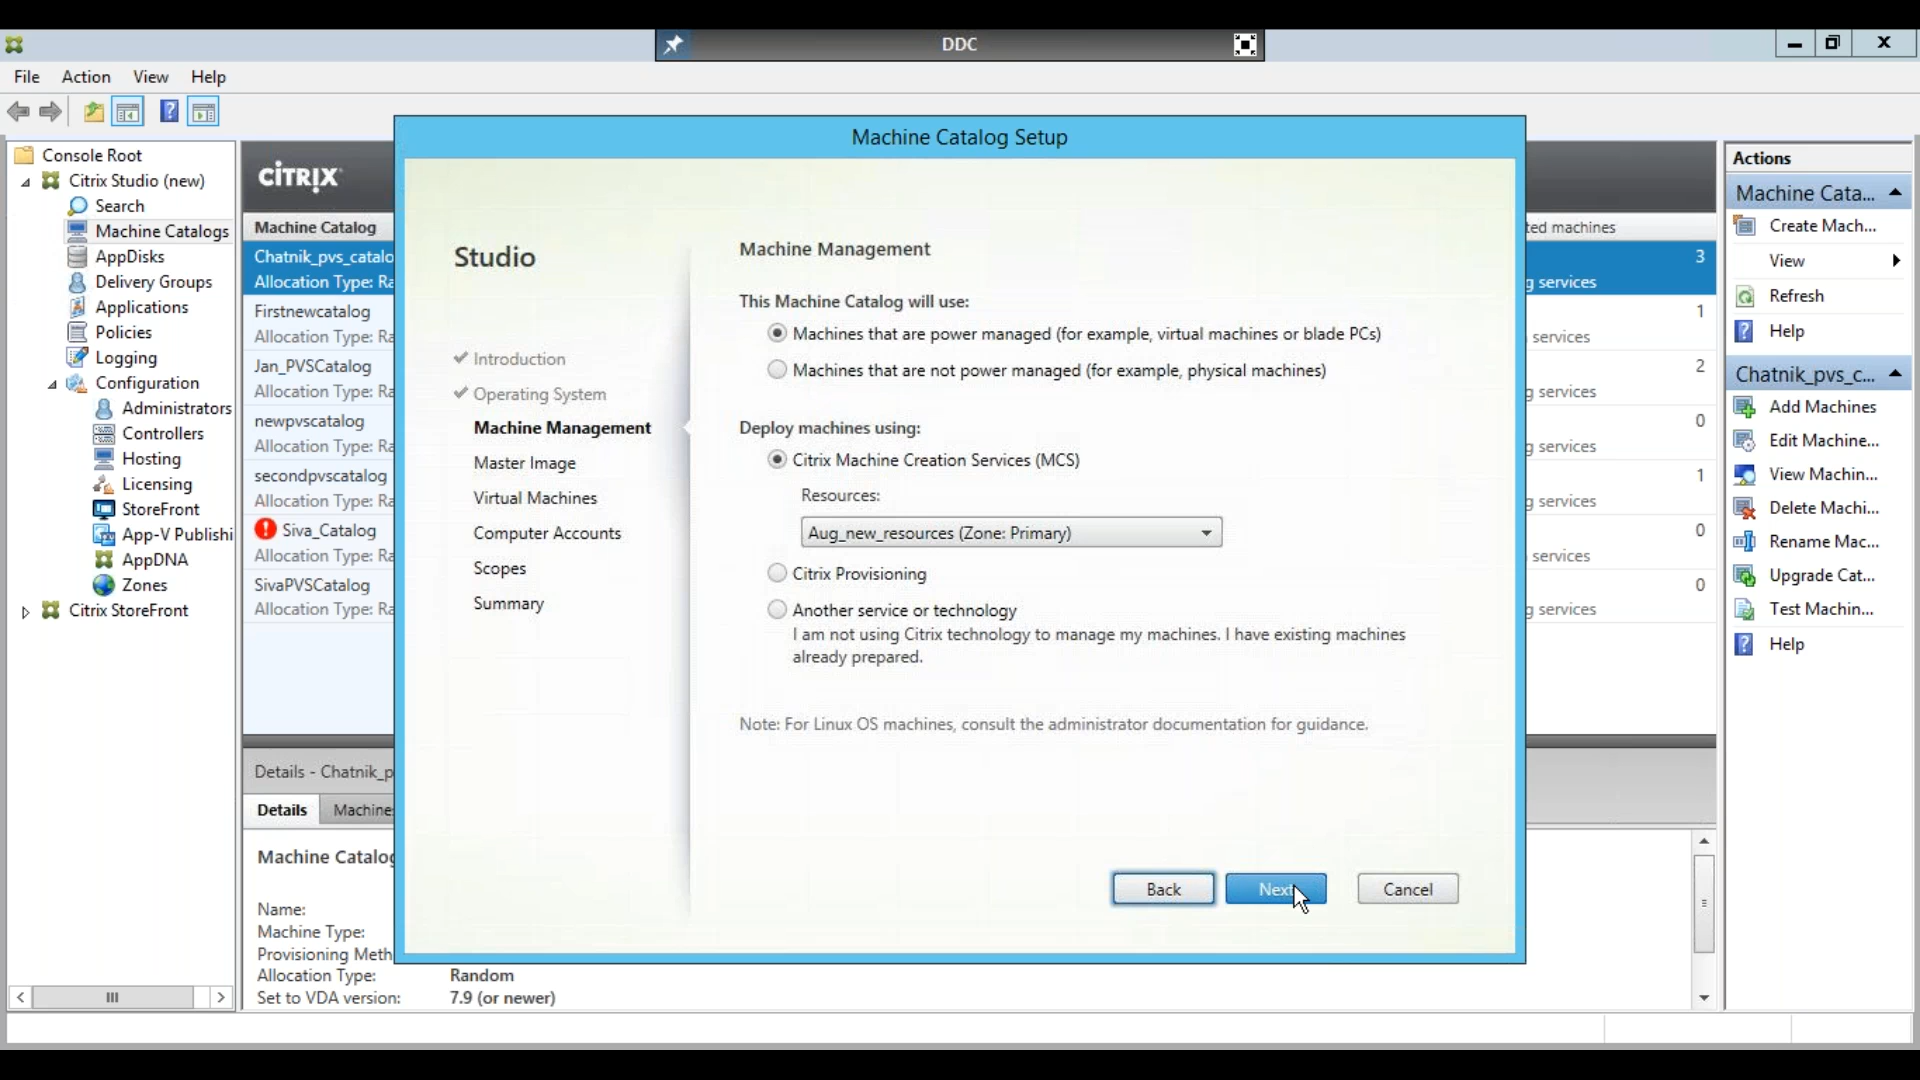 DDC
File Action View Help
Console Root
Citrix Studio (new)
Search
Machine Catalogs
AppDisks
Delivery Groups
Applications
Policies
Logging
Configuration
Administrators
Controllers
Hosting
Licensing
StoreFront
App-V Publishi
AppDNA
Zones
Citrix StoreFront
CİTRIX
Machine Catalog
Chatnik_pvs_catalo
Allocation Type: Ra
Firstnewcatalog
Allocation Type: Ra
Jan_PVSCatalog
Allocation Type: Ra
newpvscatalog
Allocation Type: Ra
secondpvscatalog
Allocation Type: Ra
Siva_Catalog
Allocation Type: Ra
SivaPVSCatalog
Allocation Type: Ra
Details - Chatnik_p
Details Machine
Machine Catalog
Name:
Machine Type:
Provisioning Meth
Allocation Type: Random
Set to VDA version: 7.9 (or newer)
Machine Catalog Setup
Studio
Introduction
Operating System
Machine Management
Master Image
Virtual Machines
Computer Accounts
Scopes
Summary
Machine Management
This Machine Catalog will use:
Machines that are power managed (for example, virtual machines or blade PCs)
Machines that are not power managed (for example, physical machines)
Deploy machines using:
Citrix Machine Creation Services (MCS)
Resources:
Aug_new_resources (Zone: Primary)
Citrix Provisioning
Another service or technology
I am not using Citrix technology to manage my machines. I have existing machines
already prepared.
Note: For Linux OS machines, consult the administrator documentation for guidance.
Back Next Cancel
ted machines
3
g services
1
services
2
g services
0
g services
1
g services
0
services
0
g services
Actions
Machine Cata...
Create Mach...
View
Refresh
Help
Chatnik_pvs_c...
Add Machines
Edit Machine...
View Machin...
Delete Machi...
Rename Mac...
Upgrade Cat...
Test Machin...
Help